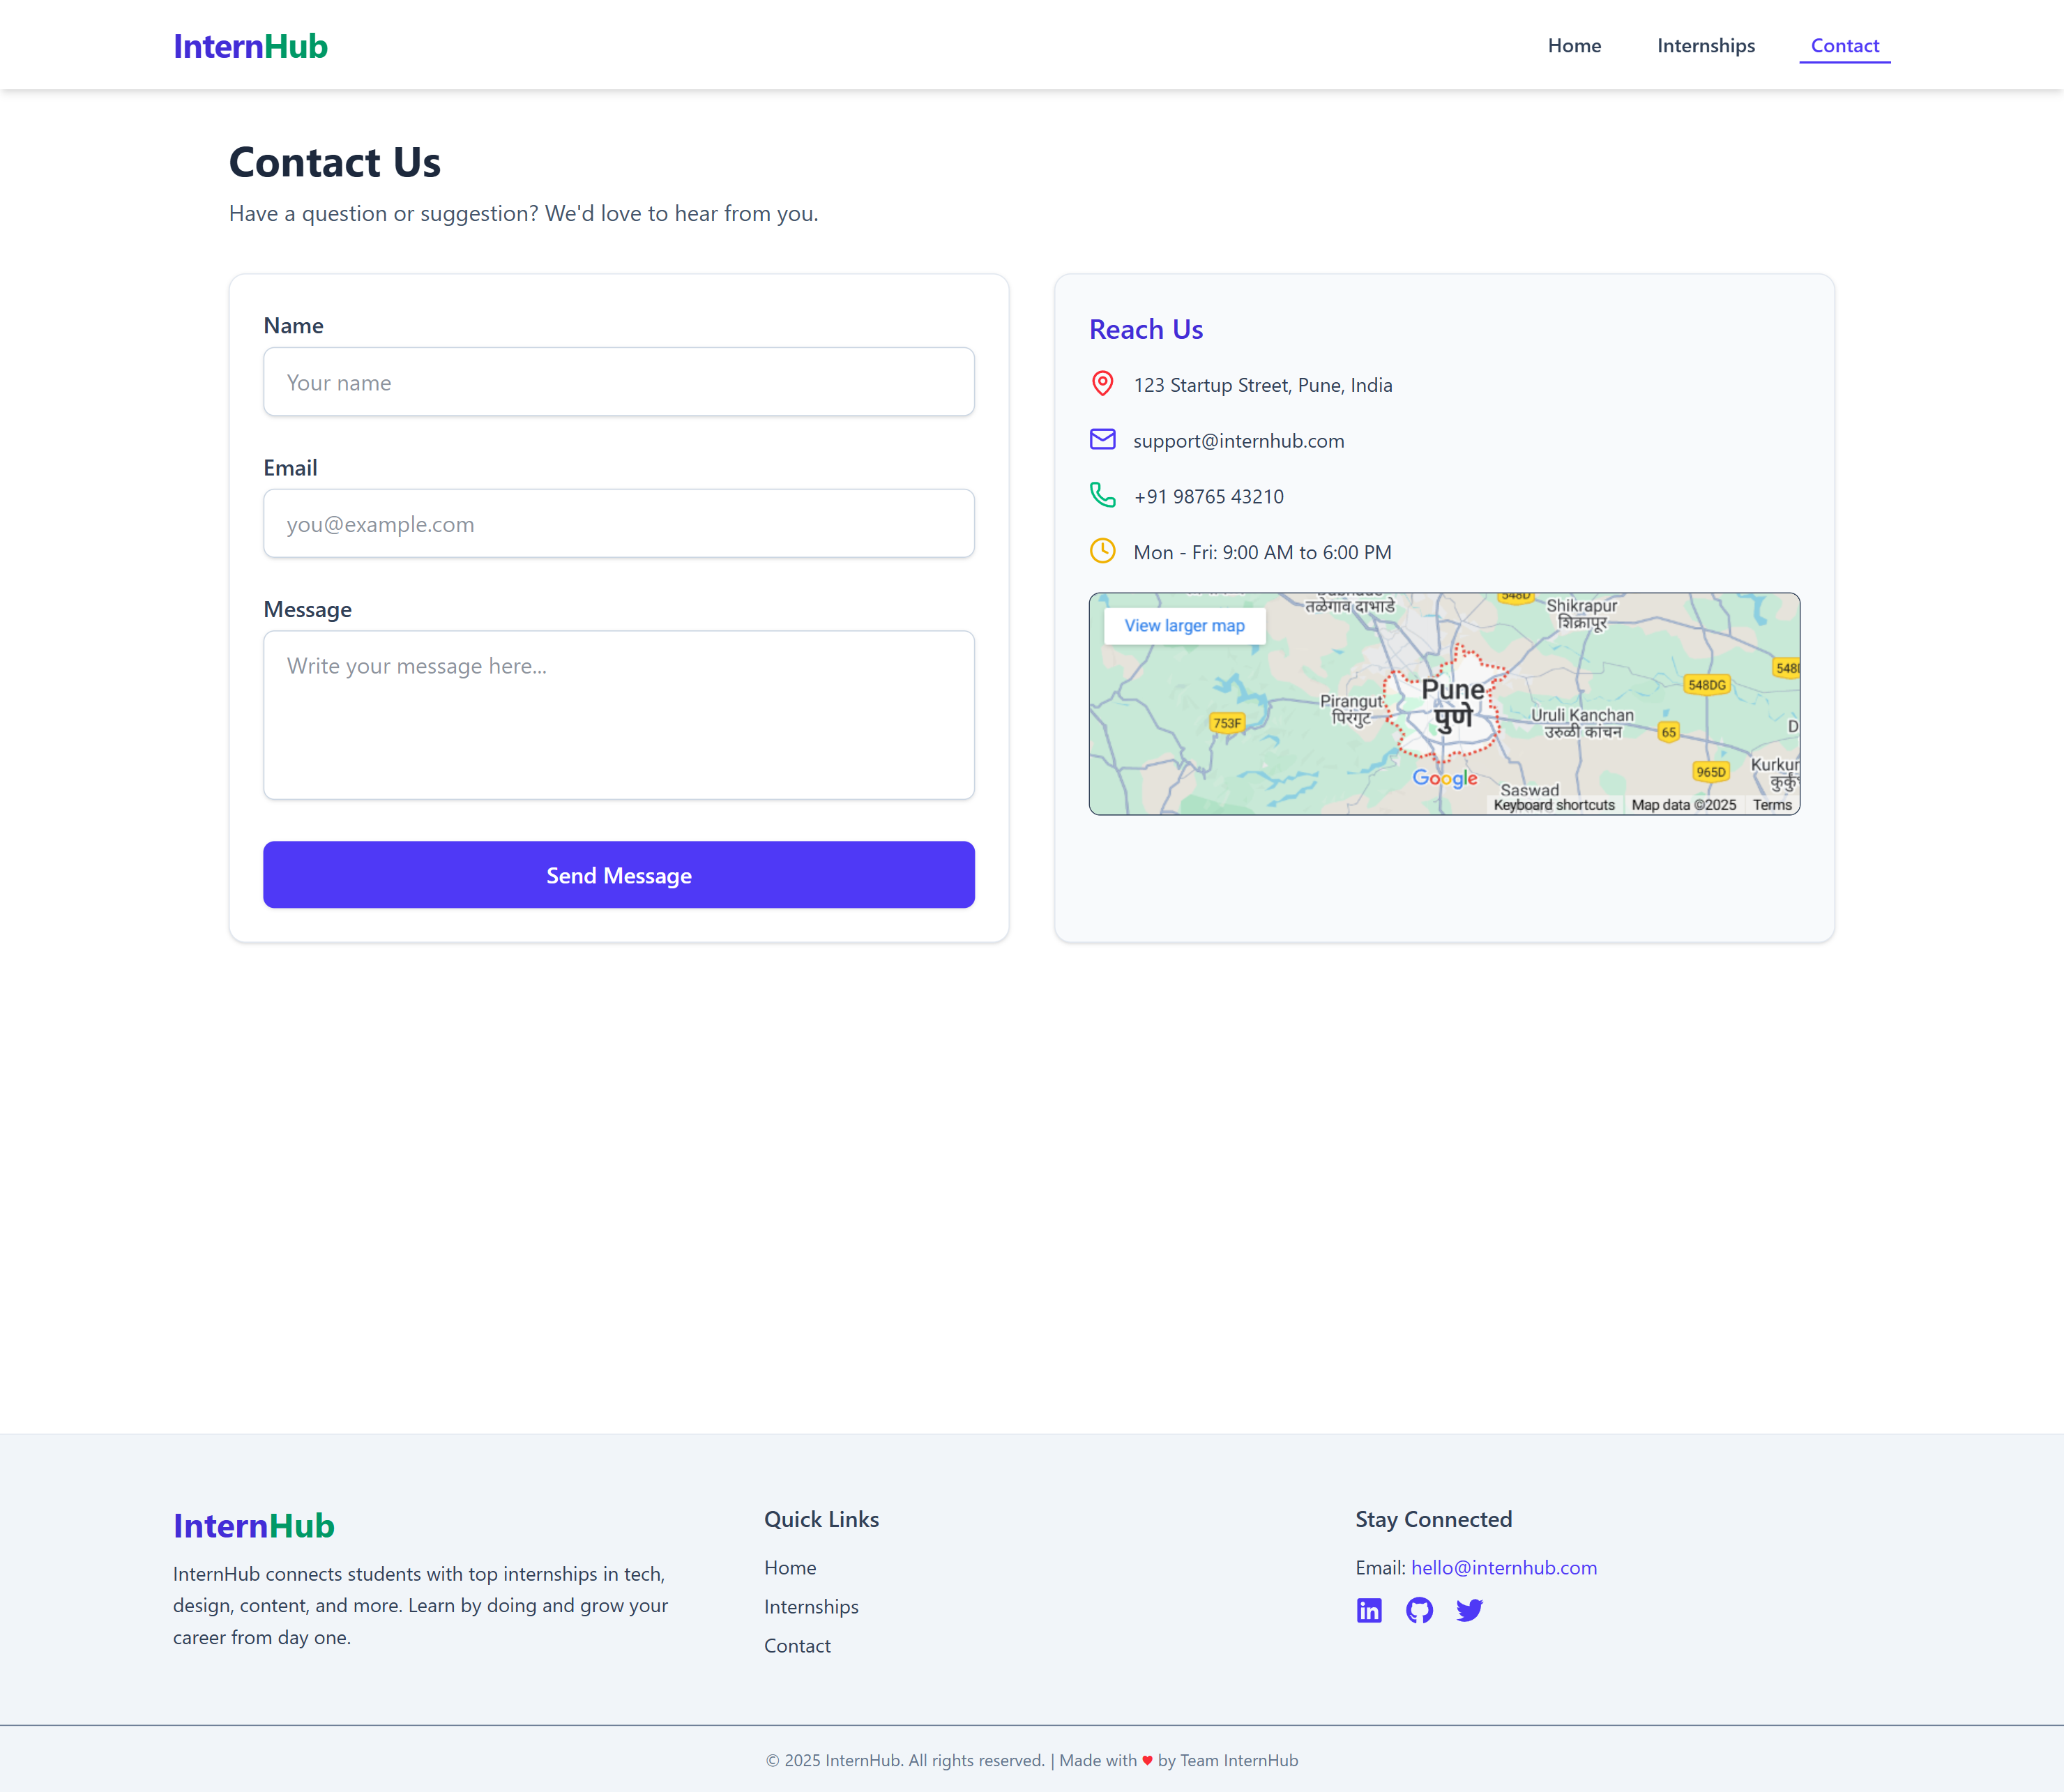 InternHub
Home
Internships
Contact
Contact Us
Have a question or suggestion? We'd love to hear from you.
Name
Your name
Email
you@example.com
Message
Write your message here...
Send Message
Reach Us
123 Startup Street, Pune, India
support@internhub.com
+91 98765 43210
Mon - Fri: 9:00 AM to 6:00 PM
View larger map
तळेगाव दाभाडे
548D
Shikrapur
शिक्रापूर
548DG
Pirangut
पिरंगुट
Pune
पुणे
753F
Uruli Kanchan
उरुळी कांचन
65
965D
Google
Saswad
Keyboard shortcuts
Map data ©2025
Terms
InternHub
InternHub connects students with top internships in tech,
design, content, and more. Learn by doing and grow your
career from day one.
Quick Links
Home
Internships
Contact
Stay Connected
Email: hello@internhub.com
© 2025 InternHub. All rights reserved. | Made with ♥ by Team InternHub